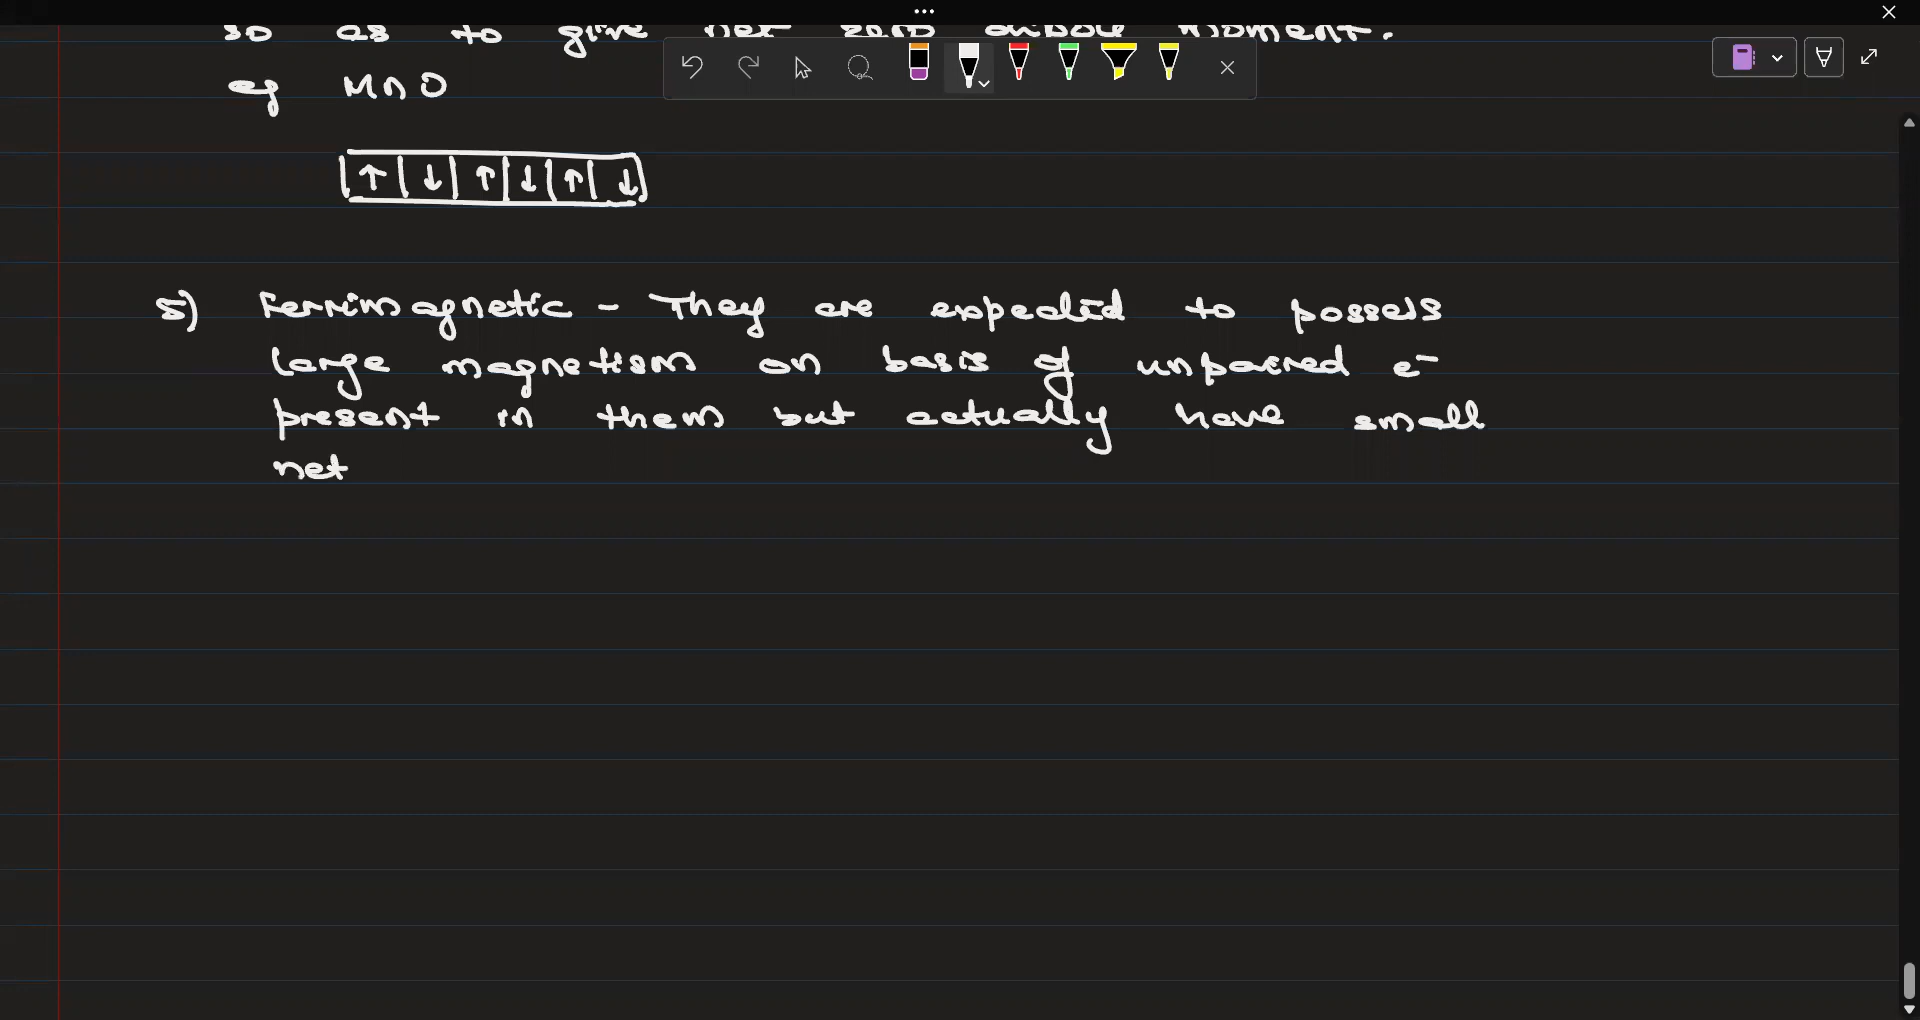 so as to give net zero dipole moment.
eg MnO
↑ ↓ ↑ ↓ ↑ ↓
5) Ferrimagnetic - They are expected to possess
large magnetism on basis of unpaired e⁻
present in them but actually have small
net